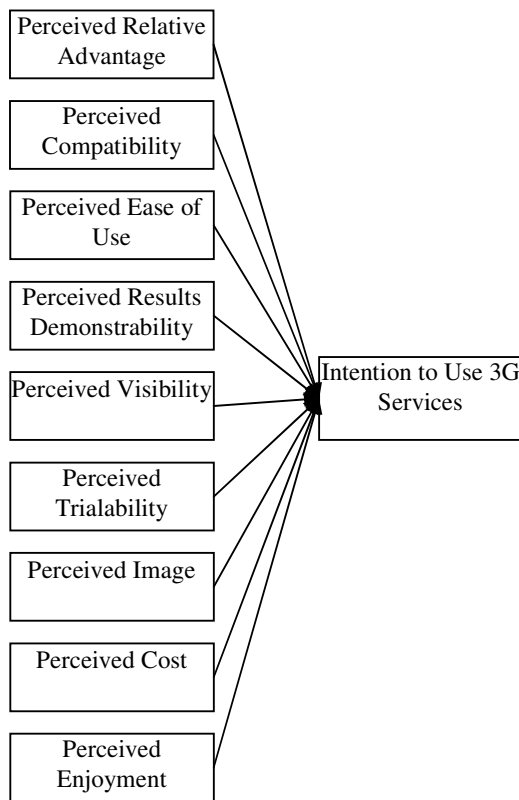 Perceived Relative
Advantage
Perceived
Compatibility
Perceived Ease of
Use
Perceived Results
Demonstrability
Perceived Visibility
Perceived
Trialability
Perceived Image
Perceived Cost
Perceived
Enjoyment
Intention to Use 3G
Services